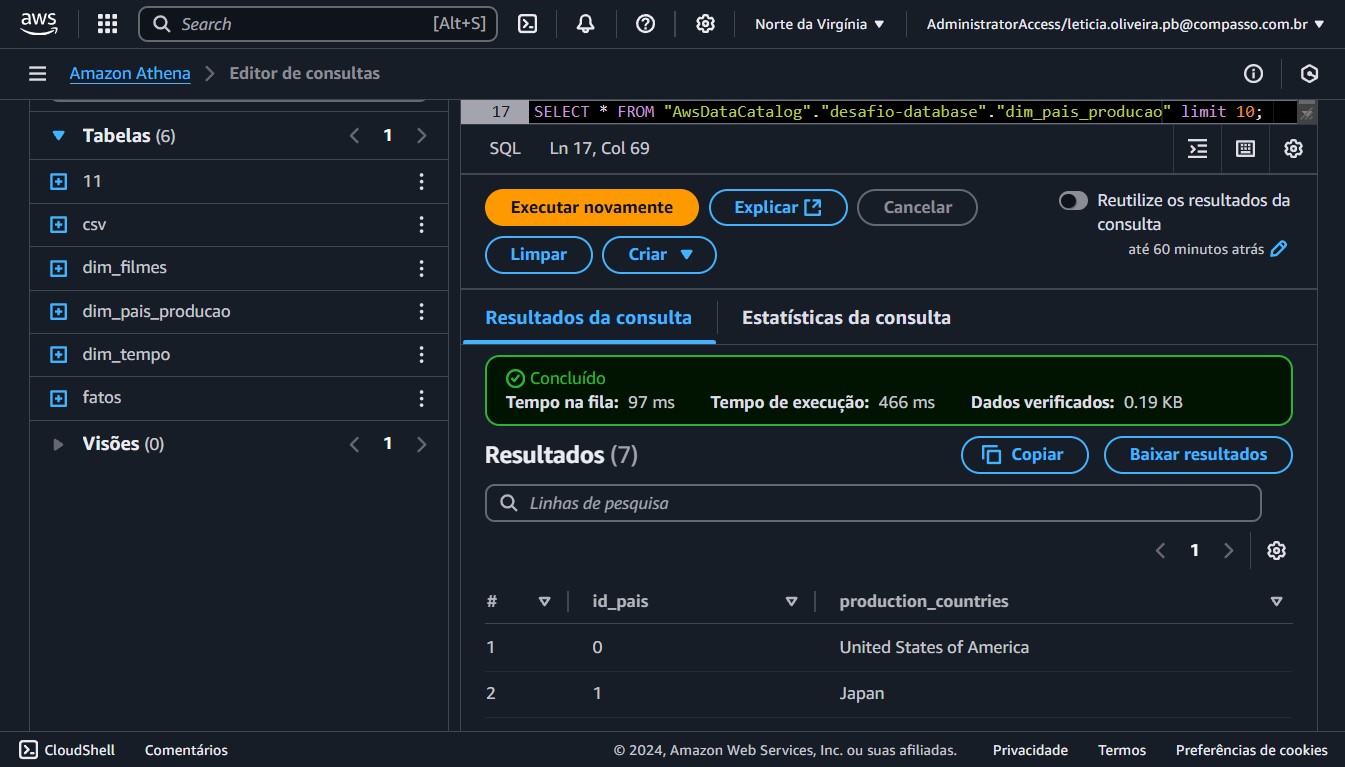 aws
Search [Alt+S]
Norte da Virgínia
AdministratorAccess/leticia.oliveira.pb@compasso.com.br
Amazon Athena
Editor de consultas
Tabelas (6)
1
11
csv
dim_filmes
dim_pais_producao
dim_tempo
fatos
Visões (0)
1
17 SELECT * FROM "AwsDataCatalog"."desafio-database"."dim_pais_producao" limit 10;
SQL Ln 17, Col 69
Executar novamente
Explicar
Cancelar
Limpar
Criar
Reutilize os resultados da
consulta
até 60 minutos atrás
Resultados da consulta
Estatísticas da consulta
Concluído
Tempo na fila: 97 ms Tempo de execução: 466 ms Dados verificados: 0.19 KB
Resultados (7)
Copiar
Baixar resultados
Linhas de pesquisa
1
# id_pais production_countries
1 0 United States of America
2 1 Japan
CloudShell Comentários © 2024, Amazon Web Services, Inc. ou suas afiliadas. Privacidade Termos Preferências de cookies